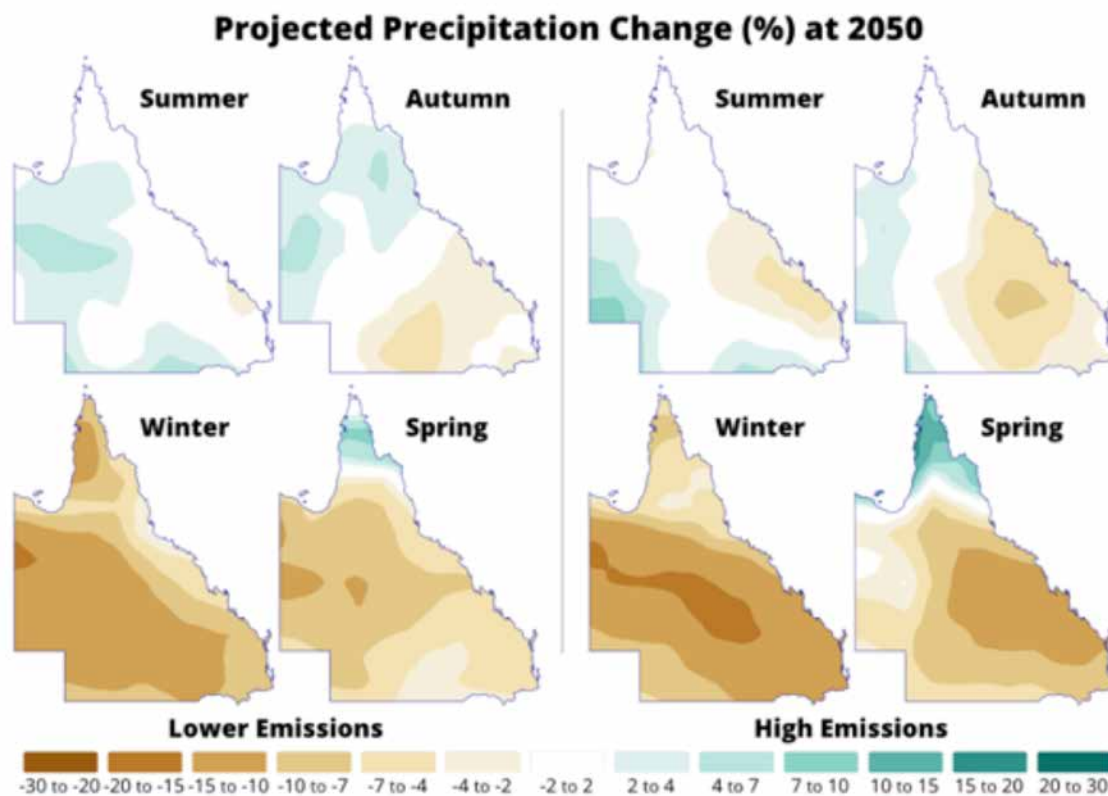 Projected Precipitation Change (%) at 2050
Summer Autumn Summer Autumn
Winter Spring Winter Spring
Lower Emissions High Emissions
-30 to -20 -20 to -15 -15 to -10 -10 to -7 -7 to -4 -4 to -2 -2 to 2 2 to 4 4 to 7 7 to 10 10 to 15 15 to 20 20 to 30